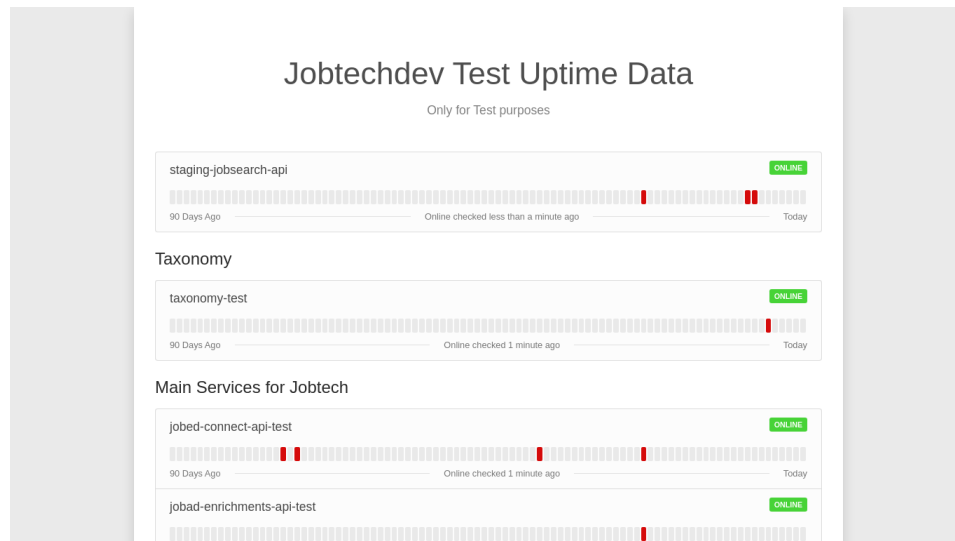 Jobtechdev Test Uptime Data
Only for Test purposes
staging-jobsearch-api
ONLINE
90 Days Ago
Online checked less than a minute ago
Today
Taxonomy
taxonomy-test
ONLINE
90 Days Ago
Online checked 1 minute ago
Today
Main Services for Jobtech
jobed-connect-api-test
ONLINE
90 Days Ago
Online checked 1 minute ago
Today
jobad-enrichments-api-test
ONLINE